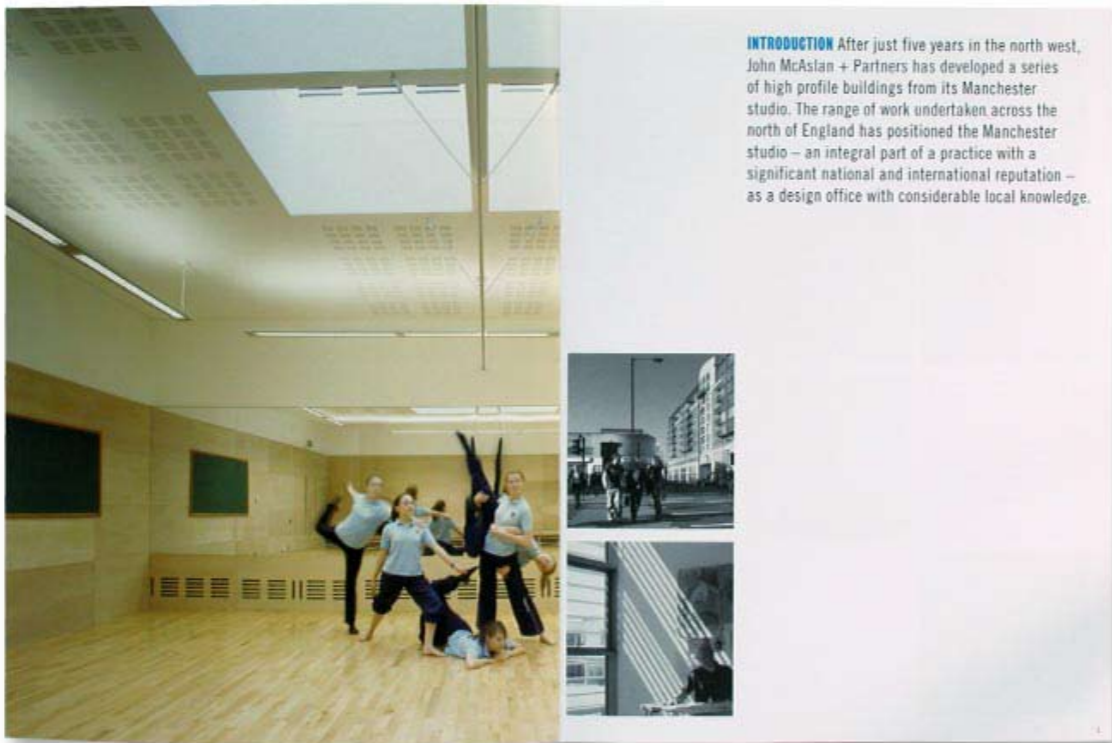 INTRODUCTION After just five years in the north west,
John McAslan + Partners has developed a series
of high profile buildings from its Manchester
studio. The range of work undertaken across the
north of England has positioned the Manchester
studio – an integral part of a practice with a
significant national and international reputation –
as a design office with considerable local knowledge.